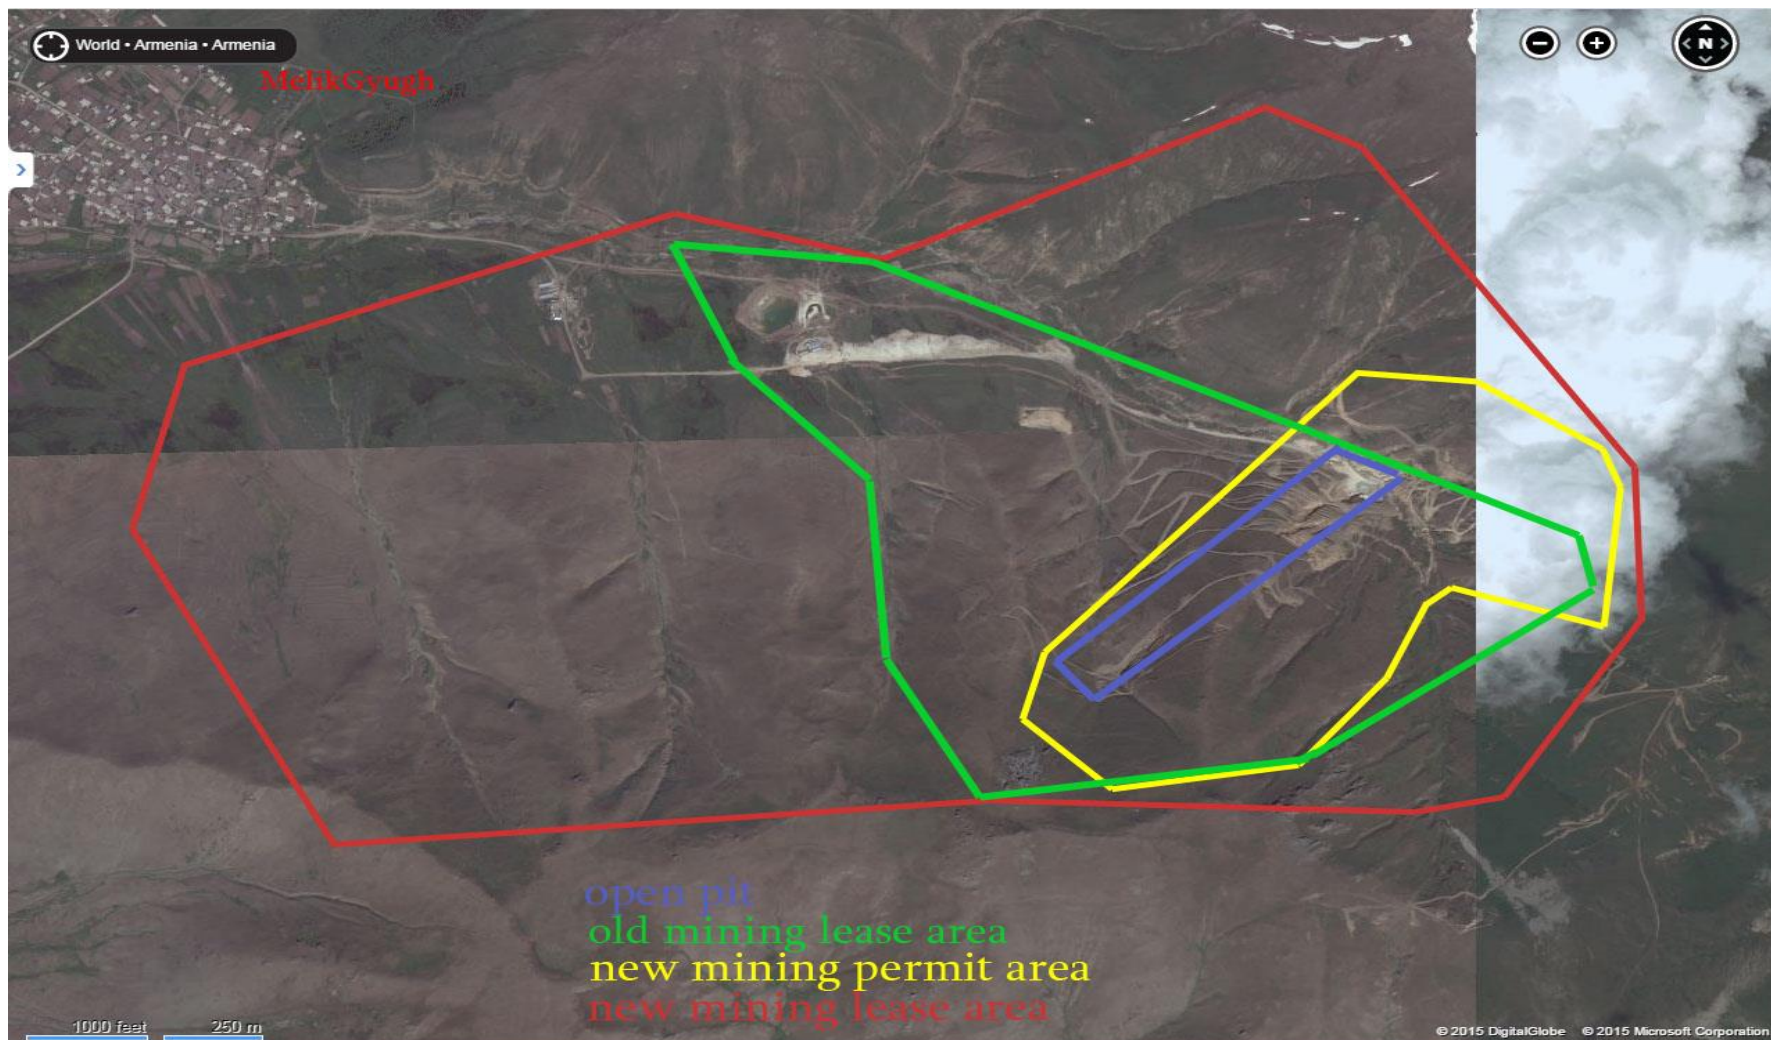 World • Armenia • Armenia
N
MelikGyugh
open pit
old mining lease area
new mining permit area
new mining lease area
1000 feet 250 m
© 2015 DigitalGlobe © 2015 Microsoft Corporation